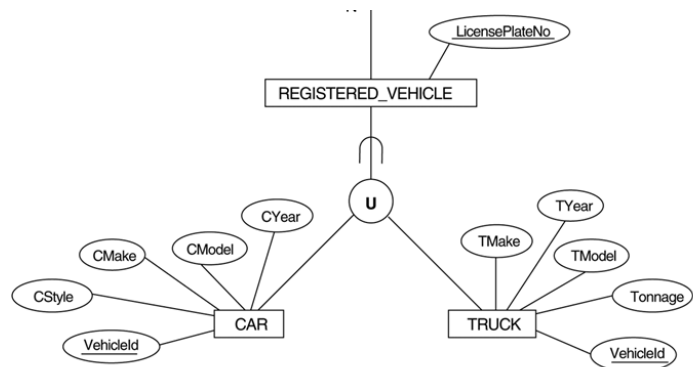 LicensePlateNo
REGISTERED_VEHICLE
U
CYear
TYear
CMake
CModel
TMake
TModel
CStyle
Tonnage
CAR
TRUCK
VehicleId
VehicleId